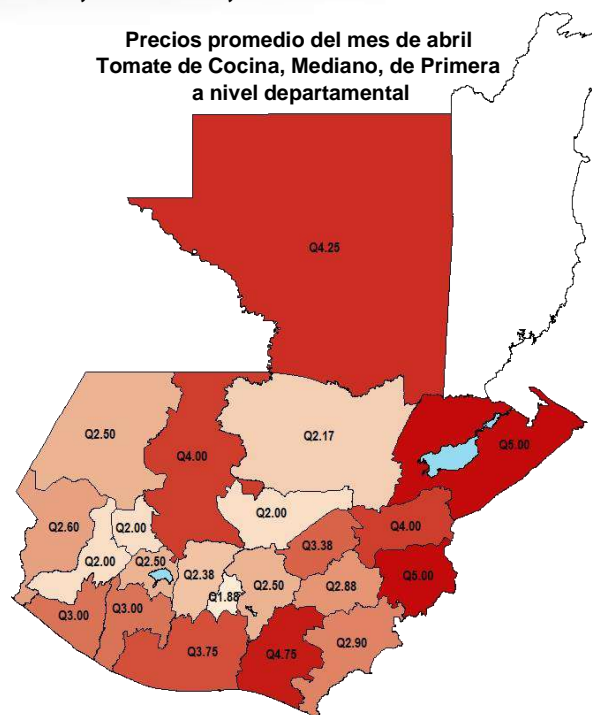 Precios promedio del mes de abril
Tomate de Cocina, Mediano, de Primera
a nivel departamental
Q4.25
Q2.50
Q4.00
Q2.17
Q5.00
Q2.60
Q2.00
Q2.00
Q4.00
Q2.00
Q2.50
Q2.38
Q3.38
Q1.88
Q2.50
Q2.88
Q5.00
Q3.00
Q3.00
Q3.75
Q4.75
Q2.90